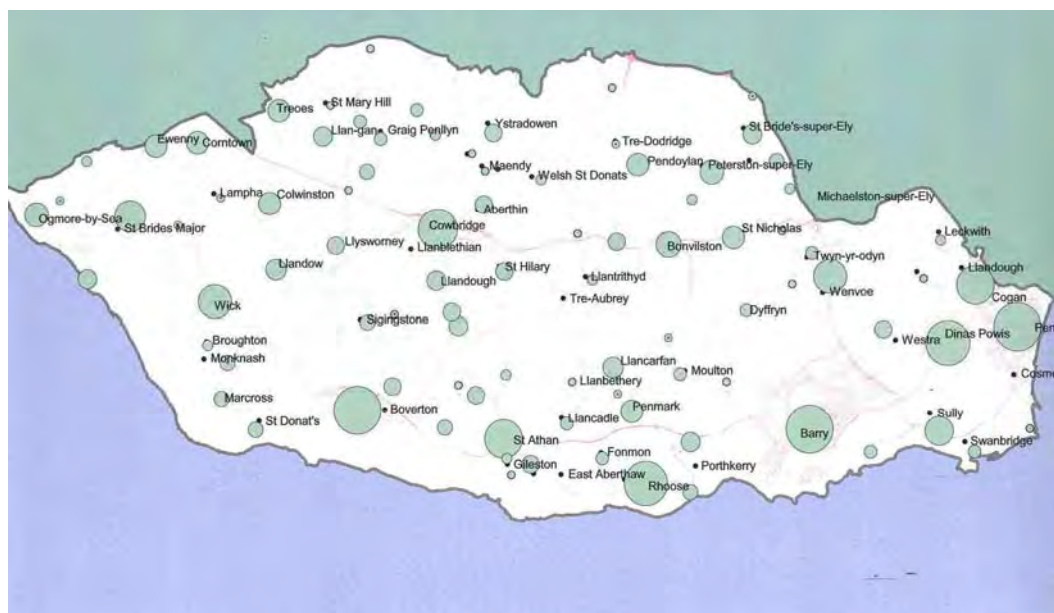 St Mary Hill
Treoes
Llan-gan
Graig Penllyn
Ystradowen
St Bride's-super-Ely
Ewenny
Corntown
Tre-Dodridge
Maendy
Pendoylan
Peterston-super-Ely
Welsh St Donats
Lampha
Colwinston
Michaelston-super-Ely
Ogmore-by-Sea
Aberthin
St Brides Major
Cowbridge
St Nicholas
Leckwith
Llysworney
Llanblethian
Bonvilston
Twyn-yr-odyn
Llandow
St Hilary
Llandough
Llantrithyd
Llandough
Wenvoe
Cogan
Wick
Tre-Aubrey
Sigingstone
Dyffryn
Pen
Dinas Powis
Westra
Broughton
Monknash
Llancarfan
Moulton
Cosme
Llanbethery
Marcross
Boverton
Penmark
St Donat's
Llancadle
Sully
Barry
St Athan
Swanbridge
Fonmon
Gileston
East Aberthaw
Porthkerry
Rhoose